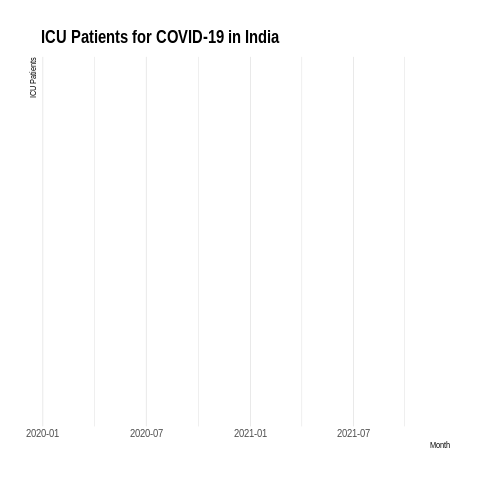 ICU Patients for COVID-19 in India
ICU Patients
2020-01
2020-07
2021-01
2021-07
Month